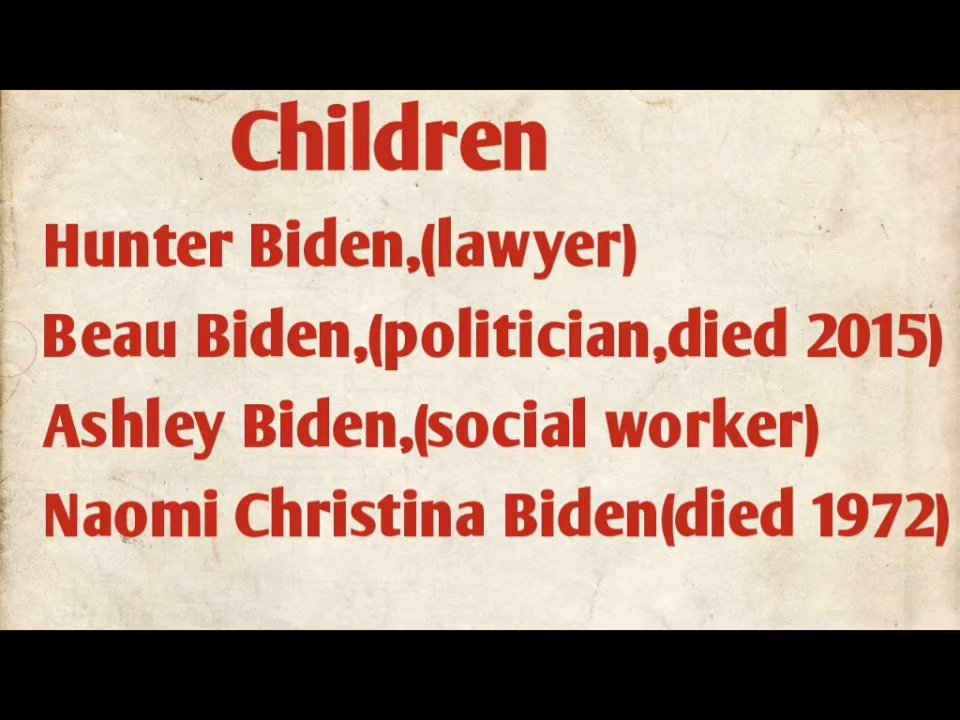 Children
Hunter Biden,(lawyer)
Beau Biden,(politician,died 2015)
Ashley Biden,(social worker)
Naomi Christina Biden(died 1972)